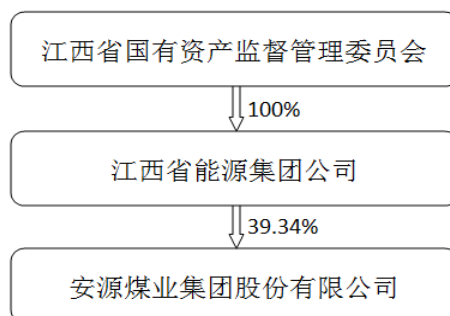 江西省国有资产监督管理委员会
100%
江西省能源集团公司
39.34%
安源煤业集团股份有限公司